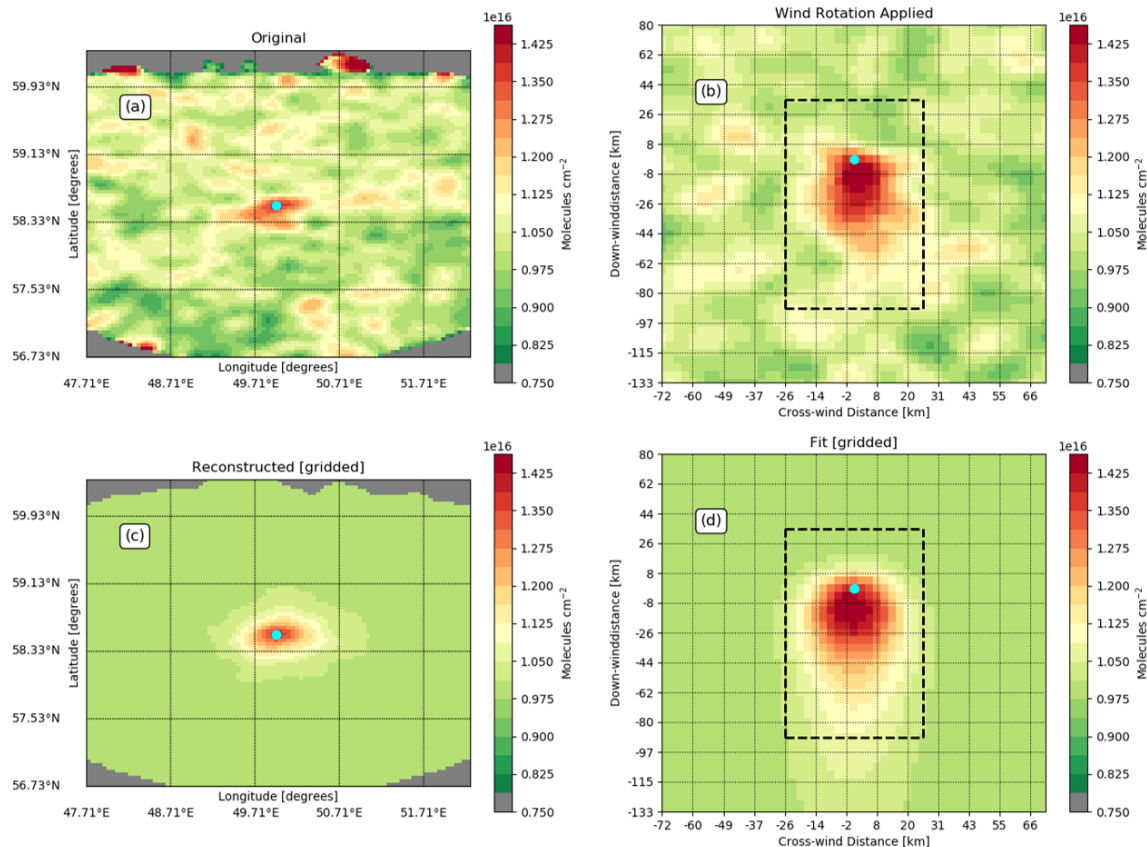 Original
1e16
59.93°N
59.13°N
58.33°N
57.53°N
56.73°N
Latitude [degrees]
(a)
47.71°E
48.71°E
49.71°E
50.71°E
51.71°E
Longitude [degrees]
1.425
1.350
1.275
1.200
1.125
1.050
0.975
0.900
0.825
0.750
Molecules cm−2
Wind Rotation Applied
1e16
80
62
44
26
8
-8
-26
-44
-62
-80
-97
-115
-133
Down-winddistance [km]
(b)
-72
-60
-49
-37
-26
-14
-2
8
20
31
43
54
66
Cross-wind Distance [km]
1.425
1.350
1.275
1.200
1.125
1.050
0.975
0.900
0.825
0.750
Molecules cm−2
Reconstructed [gridded]
1e16
59.93°N
59.13°N
58.33°N
57.53°N
56.73°N
Latitude [degrees]
(c)
47.71°E
48.71°E
49.71°E
50.71°E
51.71°E
Longitude [degrees]
1.425
1.350
1.275
1.200
1.125
1.050
0.975
0.900
0.825
0.750
Molecules cm−2
Fit [gridded]
1e16
80
62
44
26
8
-8
-26
-44
-62
-80
-97
-115
-133
Down-winddistance [km]
(d)
-72
-60
-49
-37
-26
-14
-2
8
20
31
43
54
66
Cross-wind Distance [km]
1.425
1.350
1.275
1.200
1.125
1.050
0.975
0.900
0.825
0.750
Molecules cm−2